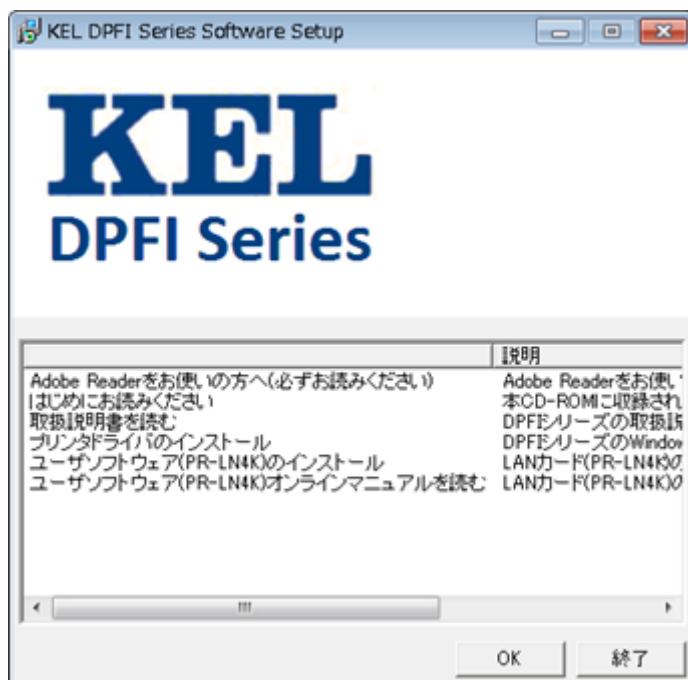 KEL DPFI Series Software Setup
KEL
DPFI Series
説明
Adobe Readerをお使いの方へ(必ずお読みください) Adobe Readerをお使い
はじめにお読みください 本CD-ROMに収録され
取扱説明書を読む DPFIシリーズの取扱説
プリンタドライバのインストール DPFIシリーズのWindow
ユーザソフトウェア(PR-LN4K)のインストール LANカード(PR-LN4K)の
ユーザソフトウェア(PR-LN4K)オンラインマニュアルを読む LANカード(PR-LN4K)の
OK 終了